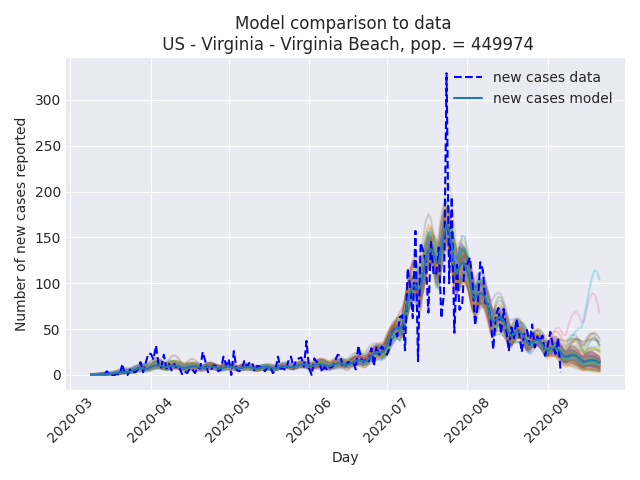 Model comparison to data
US - Virginia - Virginia Beach, pop. = 449974
new cases data
new cases model
Number of new cases reported
300
250
200
150
100
50
0
2020-03
2020-04
2020-05
2020-06
2020-07
2020-08
2020-09
Day